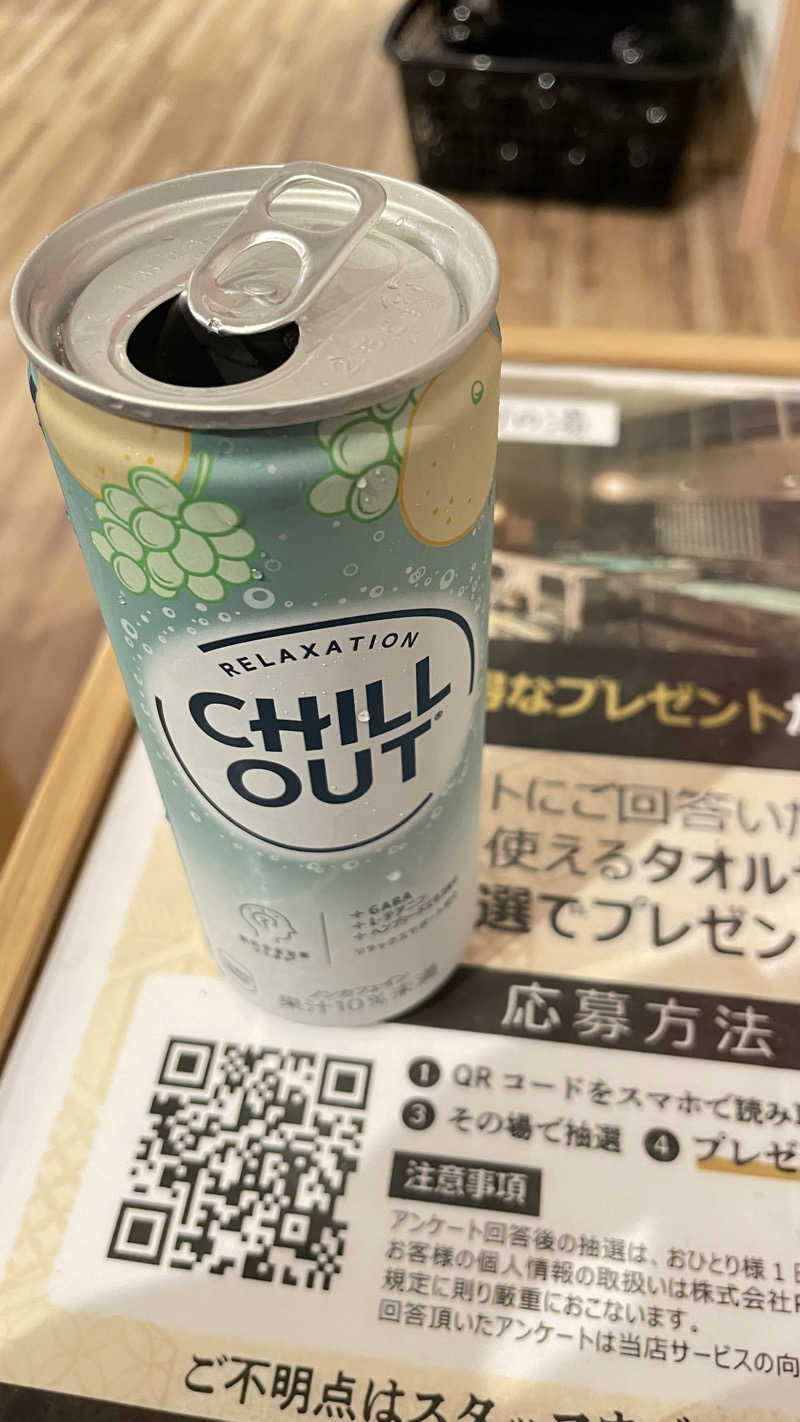 RELAXATION
CHILL
OUT®
+ GABA
+ L-テアニン
ノンカフェイン
果汁10%未満
の湯
なプレゼント
トにご回答いた
使えるタオル
選でプレゼン
応募方法
❶ QRコードをスマホで読み
❸ その場で抽選 ❹ プレゼ
注意事項
アンケート回答後の抽選は、おひとり様1日
お客様の個人情報の取扱いは株式会社
規定に則り厳重におこないます。
回答頂いたアンケートは当店サービスの向
ご不明点はスタッフ